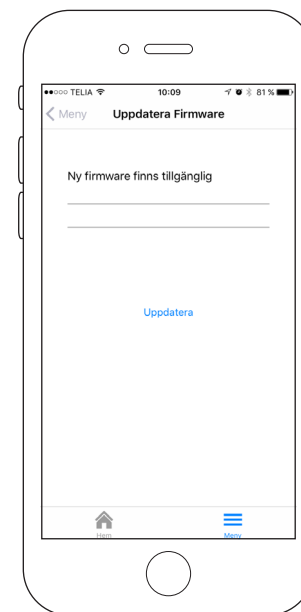 TELIA 10:09 81 %
Meny Uppdatera Firmware
Ny firmware finns tillgänglig
Uppdatera
Hem Meny